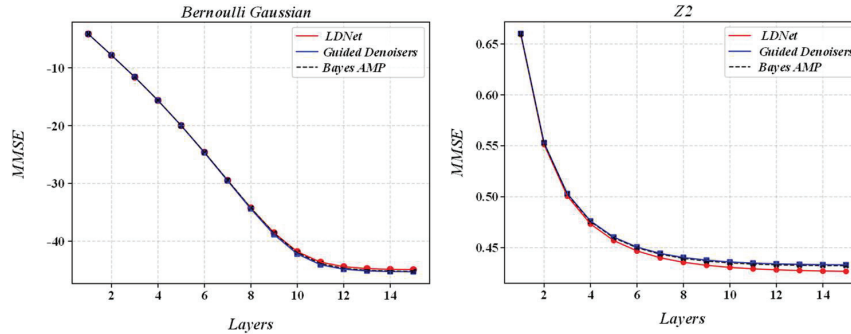 Bernoulli Gaussian
LDNet
Guided Denoisers
Bayes AMP
-10
-20
-30
-40
MMSE
2 4 6 8 10 12 14
Layers
Z2
LDNet
Guided Denoisers
Bayes AMP
0.65
0.60
0.55
0.50
0.45
MMSE
2 4 6 8 10 12 14
Layers